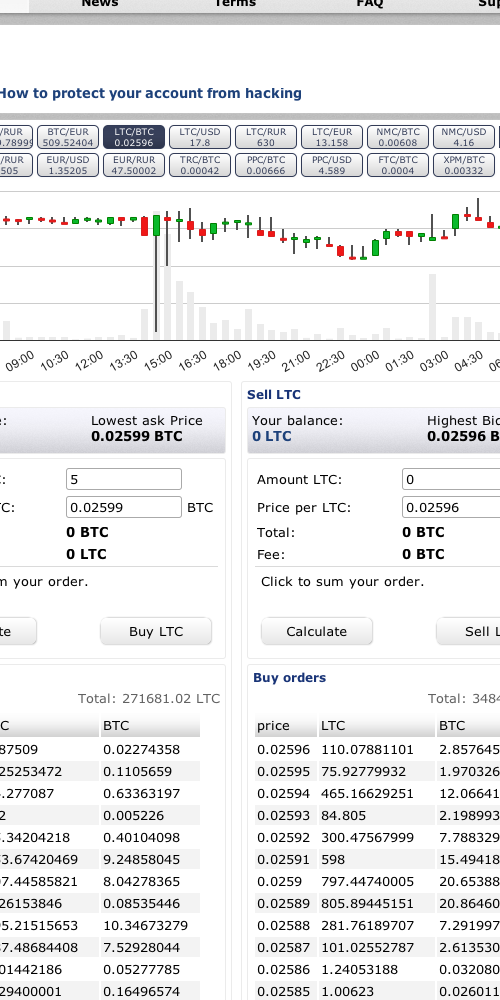 News Terms FAQ
How to protect your account from hacking
/RUR BTC/EUR LTC/BTC LTC/USD LTC/RUR LTC/EUR NMC/BTC NMC/USD
.78999 509.52404 0.02596 17.8 630 13.158 0.00608 4.16
/RUR EUR/USD EUR/RUR TRC/BTC PPC/BTC PPC/USD FTC/BTC XPM/BTC
505 1.35205 47.50002 0.00042 0.00666 4.589 0.0004 0.00332
09:00 10:30 12:00 13:30 15:00 16:30 18:00 19:30 21:00 22:30 00:00 01:30 03:00 04:30
Lowest ask Price
0.02599 BTC
5
0.02599 BTC
0 BTC
0 LTC
your order.
Buy LTC
Total: 271681.02 LTC
C BTC
87509 0.02274358
25253472 0.1105659
.277087 0.63363197
2 0.005226
.34204218 0.40104098
3.67420469 9.24858045
7.44585821 8.04278365
26153846 0.08535446
5.21515653 10.34673279
7.48684408 7.52928044
01442186 0.05277785
29400001 0.16496574
Sell LTC
Your balance: Highest Bid
0 LTC 0.02596 B
Amount LTC: 0
Price per LTC: 0.02596
Total: 0 BTC
Fee: 0 BTC
Click to sum your order.
Calculate Sell L
Buy orders
Total: 3484
price LTC BTC
0.02596 110.07881101 2.857645
0.02595 75.92779932 1.970326
0.02594 465.16629251 12.06641
0.02593 84.805 2.198993
0.02592 300.47567999 7.788329
0.02591 598 15.49418
0.0259 797.44740005 20.65388
0.02589 805.89445151 20.86460
0.02588 281.76189707 7.291997
0.02587 101.02552787 2.613530
0.02586 1.24053188 0.032080
0.02585 1.00623 0.026011